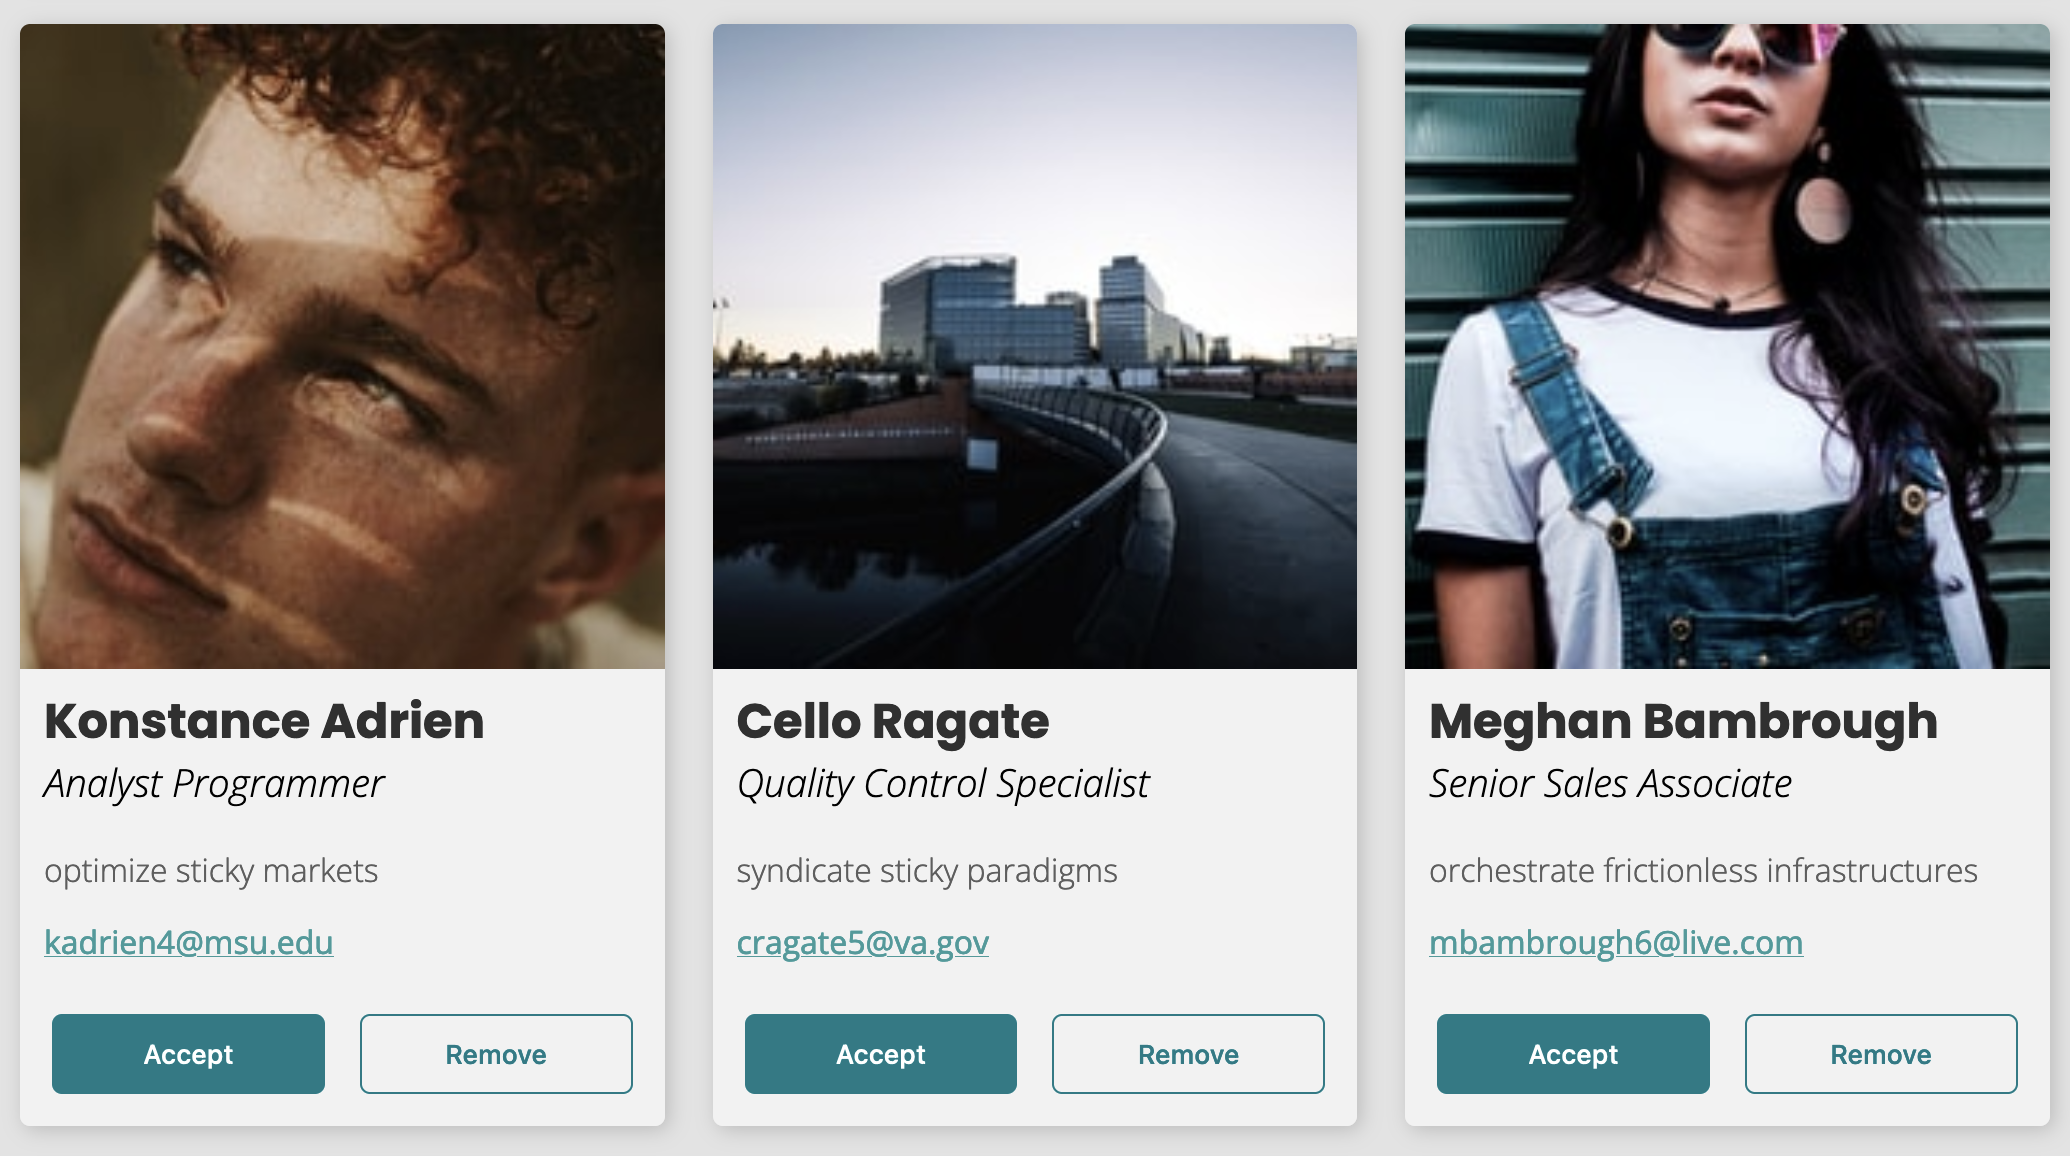 Konstance Adrien
Analyst Programmer
optimize sticky markets
kadrien4@msu.edu
Accept
Remove
Cello Ragate
Quality Control Specialist
syndicate sticky paradigms
cragate5@va.gov
Accept
Remove
Meghan Bambrough
Senior Sales Associate
orchestrate frictionless infrastructures
mbambrough6@live.com
Accept
Remove